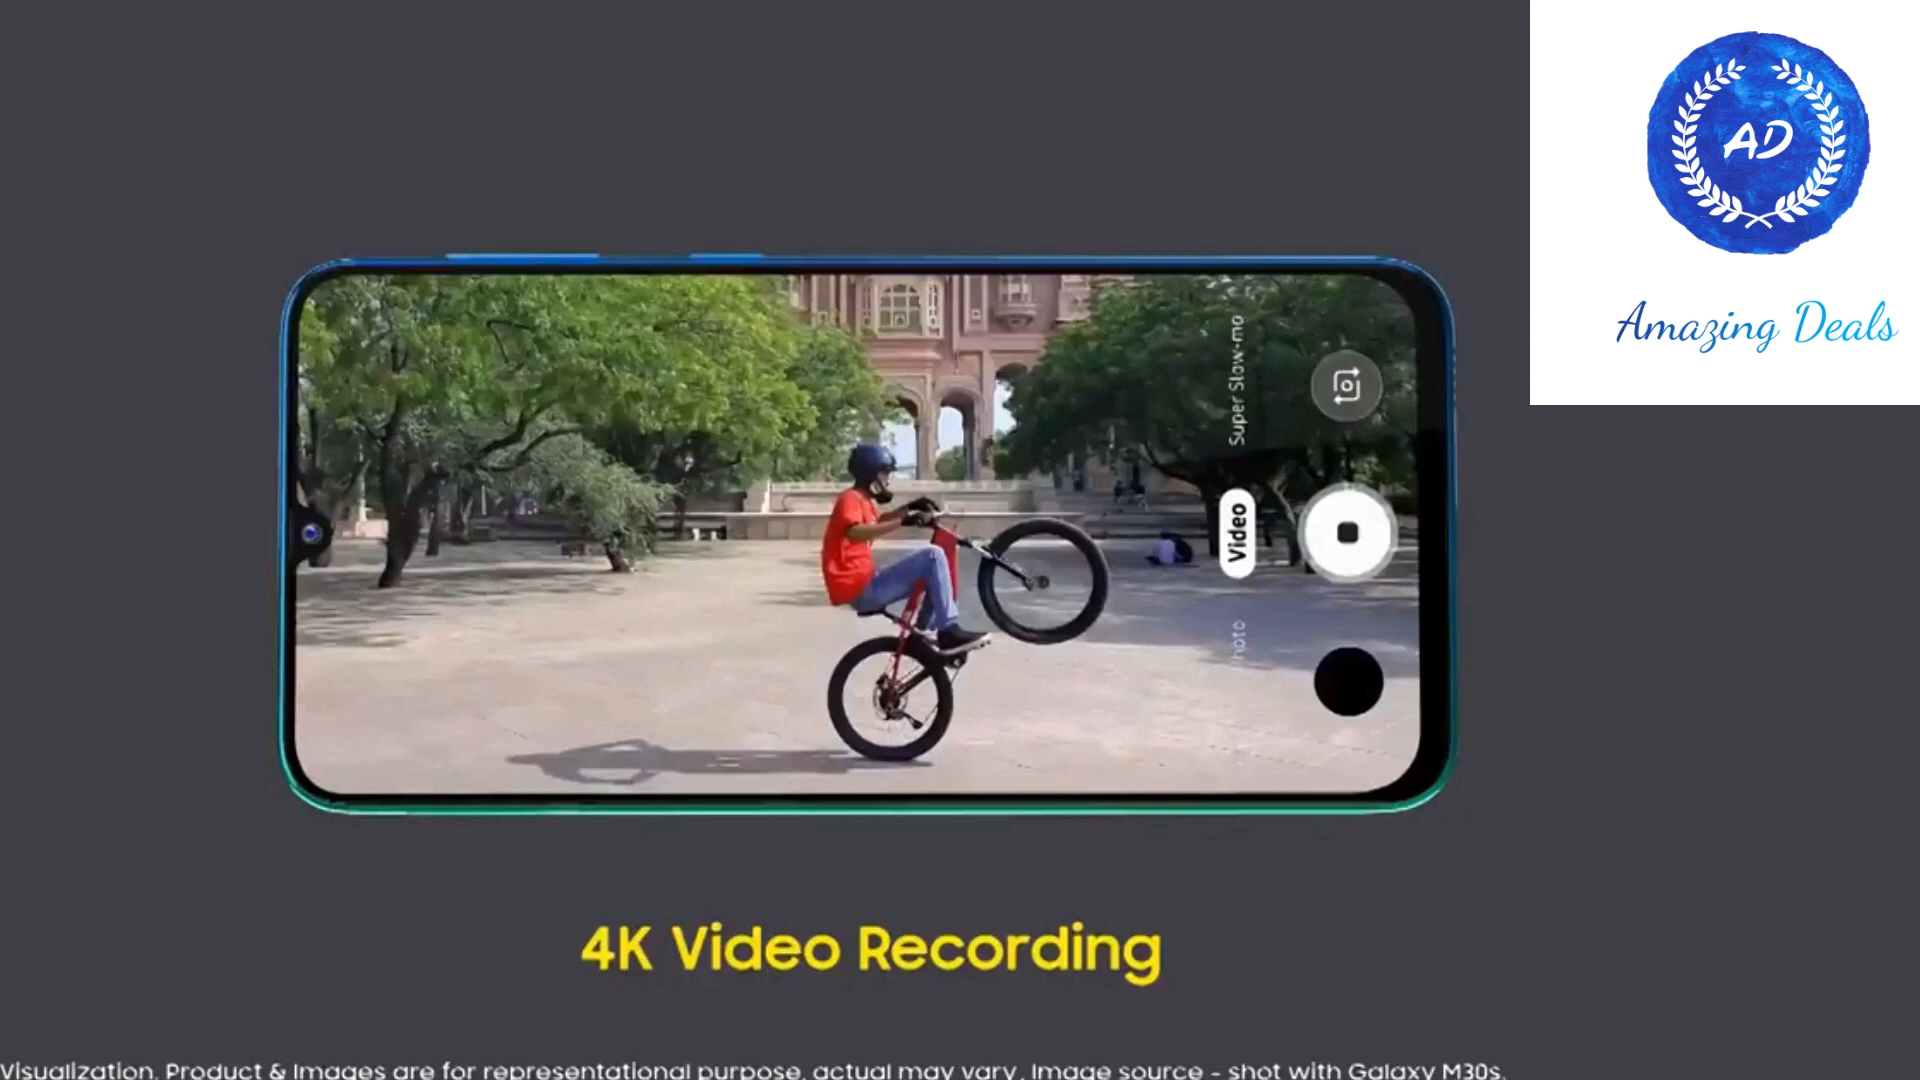 AD
Amazing Deals
Super Slow-mo
Video
4K Video Recording
Visualization. Product & Images are for representational purpose, actual may vary. Image source - shot with Galaxy M30s.